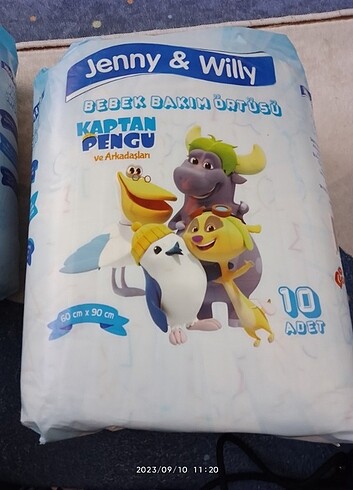 Jenny & Willy
BEBEK BAKIM ÖRTÜSÜ
KAPTAN
PENGU
ve Arkadaşları
60 cm x 90 cm
10
ADET
2023/09/10 11:20